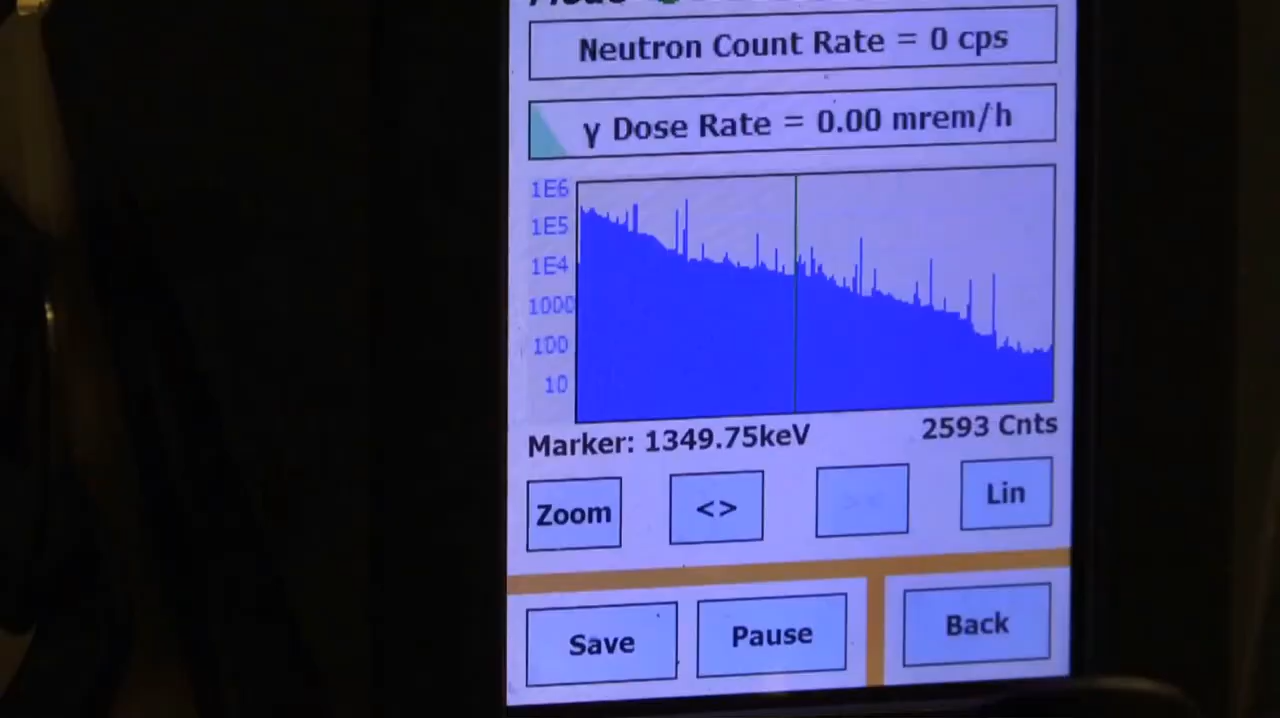 Neutron Count Rate = 0 cps
γ Dose Rate = 0.00 mrem/h
1E6
1E5
1E4
1000
100
10
Marker: 1349.75keV 2593 Cnts
Zoom <> >< Lin
Save Pause Back